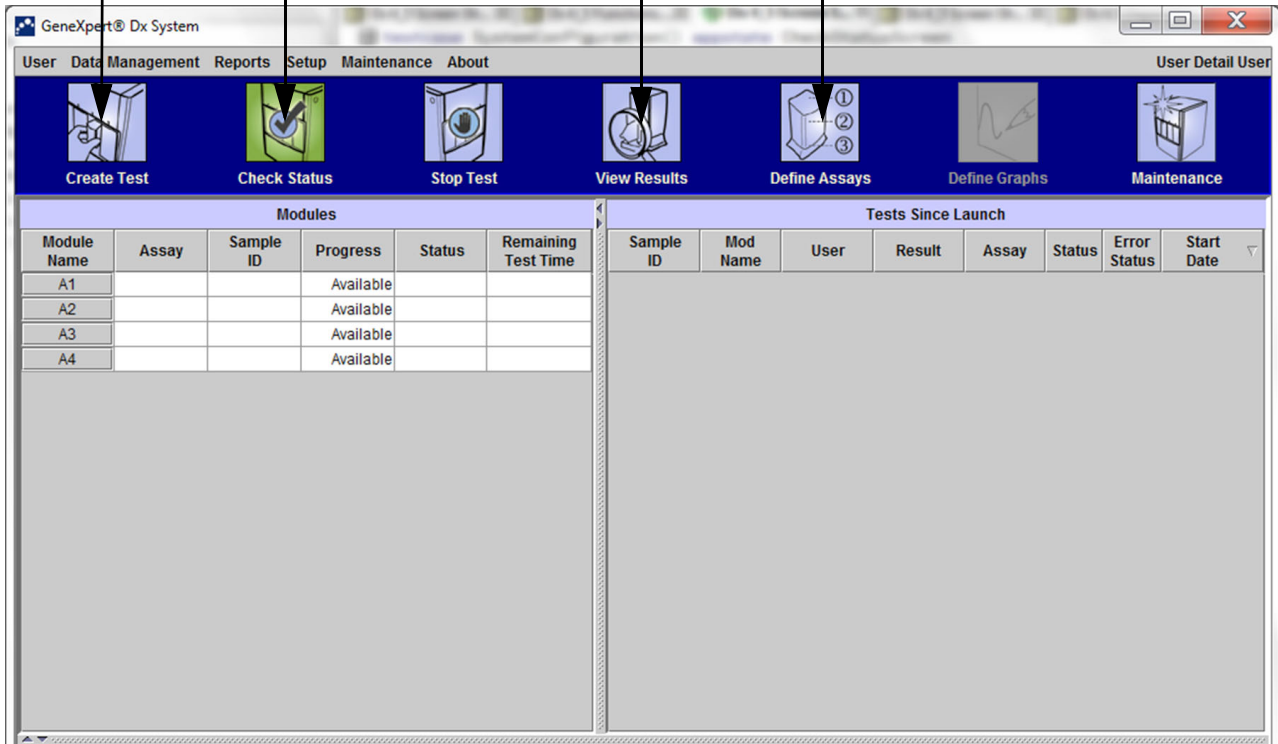 GeneXpert® Dx System
User Data Management Reports Setup Maintenance About User Detail User
① 
②
③
Create Test Check Status Stop Test View Results Define Assays Define Graphs Maintenance
Modules Tests Since Launch
Module Name Assay Sample ID Progress Status Remaining Test Time Sample ID Mod Name User Result Assay Status Error Status Start Date
A1 Available
A2 Available
A3 Available
A4 Available